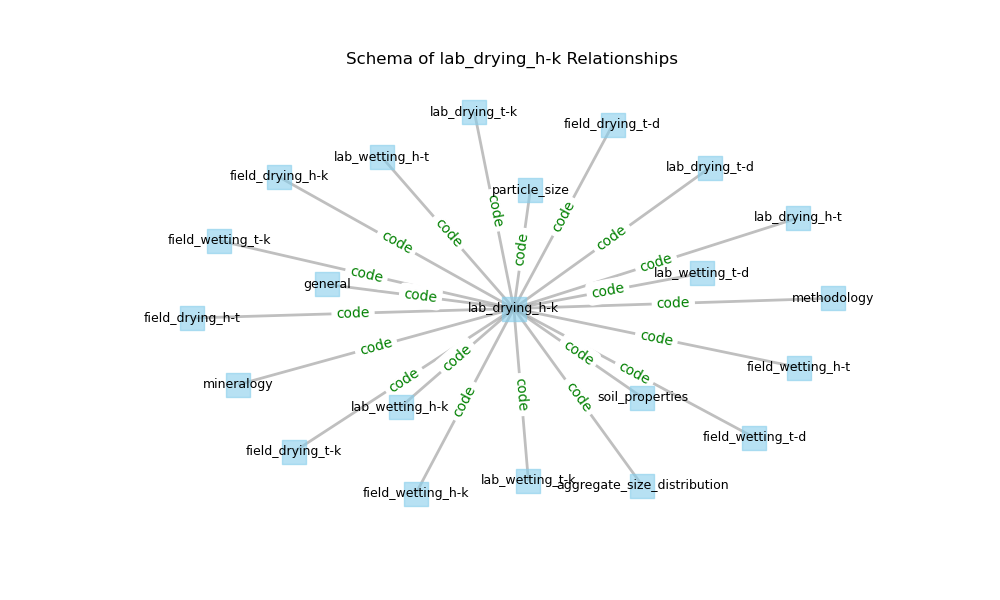 Schema of lab_drying_h-k Relationships
lab_drying_t-k
field_drying_t-d
lab_wetting_h-t
lab_drying_t-d
field_drying_h-k
particle_size
code
code
lab_drying_h-t
code
code
code
field_wetting_t-k
code
code
code
lab_wetting_t-d
general
code
code
code
methodology
code
lab_drying_h-k
field_drying_h-t
code
code
code
code
code
field_wetting_h-t
mineralogy
code
code
code
code
code
soil_properties
lab_wetting_h-k
field_wetting_t-d
field_drying_t-k
lab_wetting_t-k
aggregate_size_distribution
field_wetting_h-k